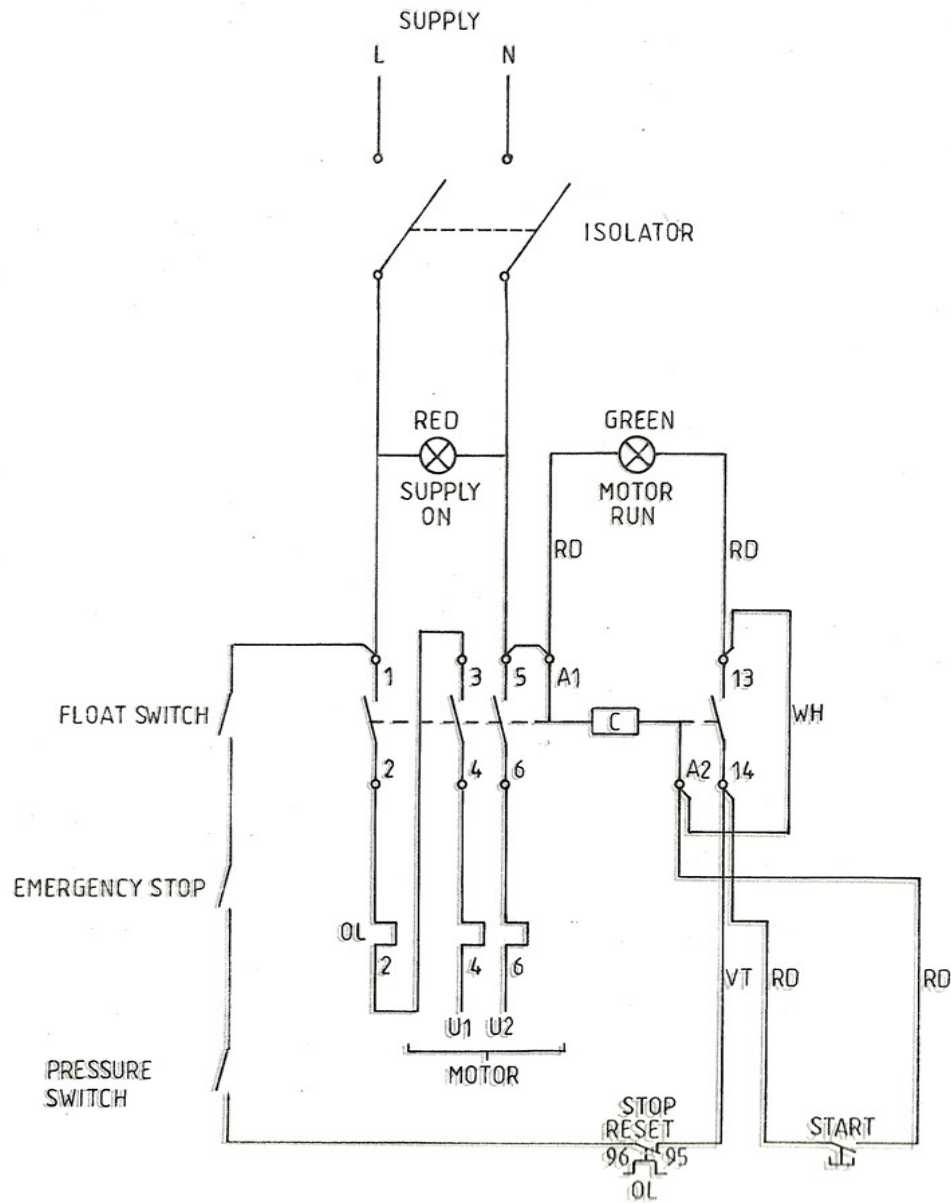 SUPPLY
L N
ISOLATOR
RED GREEN
SUPPLY ON MOTOR RUN
RD RD
1 3 5 A1 13
FLOAT SWITCH C WH
2 4 6 A2 14
EMERGENCY STOP
OL
2 4 6 VT RD RD
U1 U2
MOTOR
PRESSURE
SWITCH
STOP
RESET START
96 95
OL